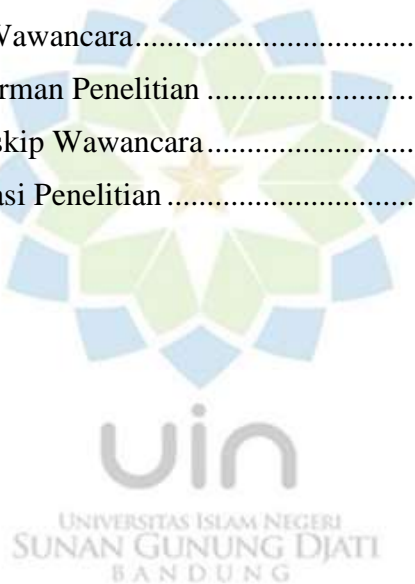 Wawancara...............................
rman Penelitian .......................
skip Wawancara.......................
asi Penelitian ...........................
uin
UNIVERSITAS ISLAM NEGERI
SUNAN GUNUNG DJATI
BANDUNG